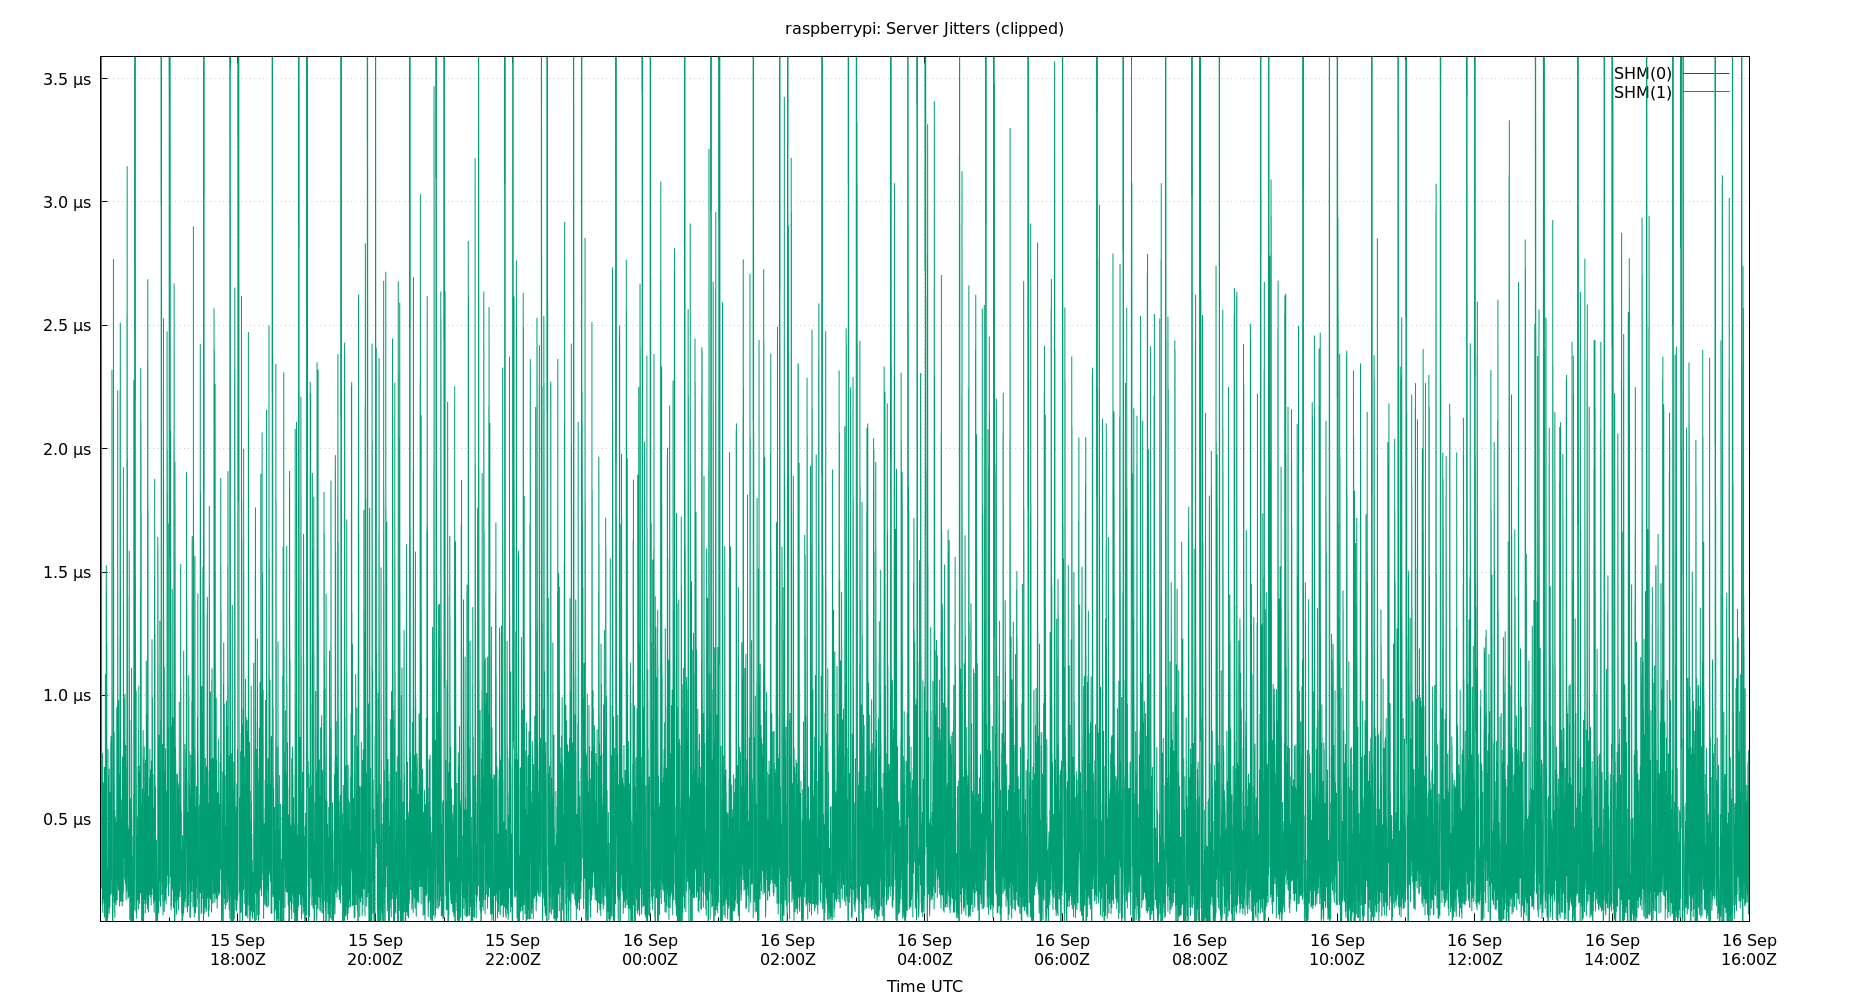 raspberrypi: Server Jitters (clipped)
SHM(0)
SHM(1)
3.5 µs
3.0 µs
2.5 µs
2.0 µs
1.5 µs
1.0 µs
0.5 µs
15 Sep 15 Sep 15 Sep 16 Sep 16 Sep 16 Sep 16 Sep 16 Sep 16 Sep 16 Sep 16 Sep 16 Sep
18:00Z 20:00Z 22:00Z 00:00Z 02:00Z 04:00Z 06:00Z 08:00Z 10:00Z 12:00Z 14:00Z 16:00Z
Time UTC